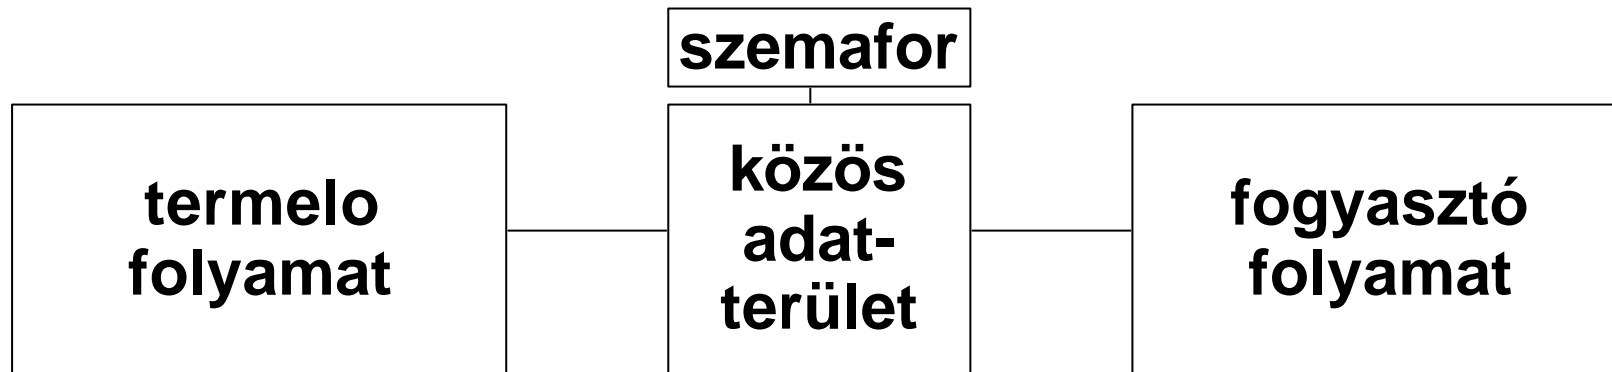 szemafor
termelo
folyamat
közös
adat-
terület
fogyasztó
folyamat